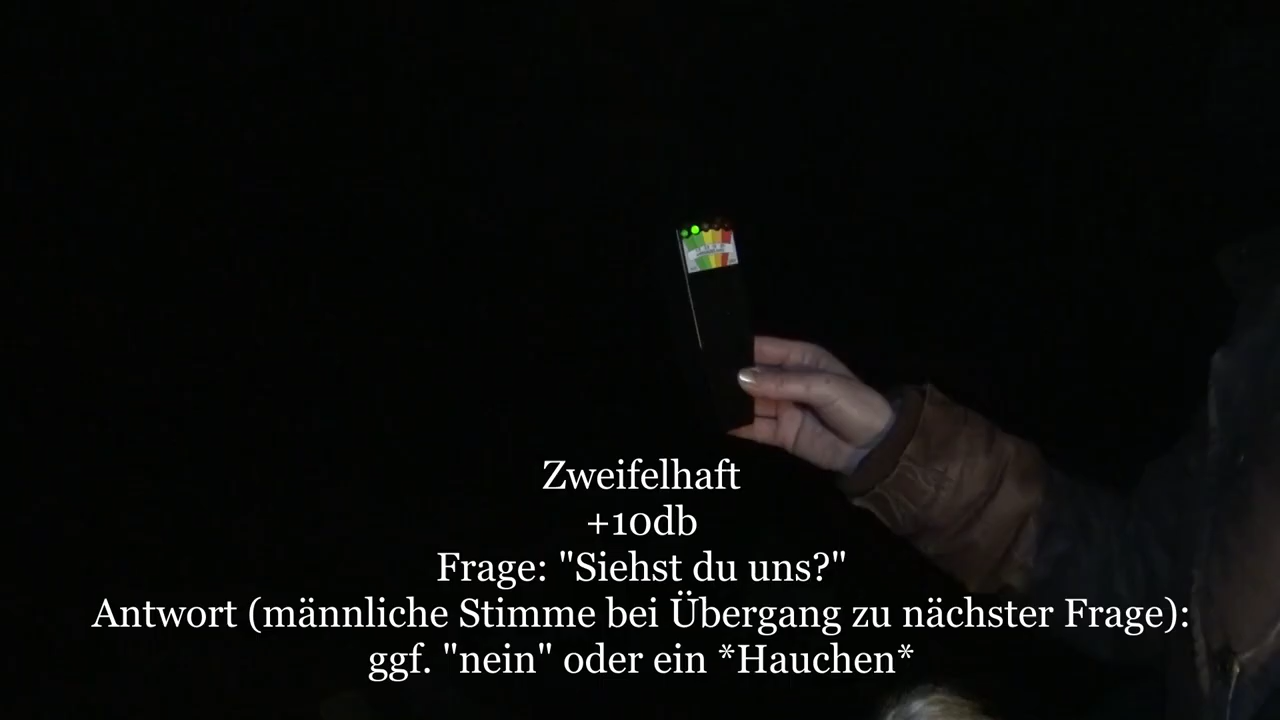 Zweifelhaft
+10db
Frage: "Siehst du uns?"
Antwort (männliche Stimme bei Übergang zu nächster Frage):
ggf. "nein" oder ein *Hauchen*